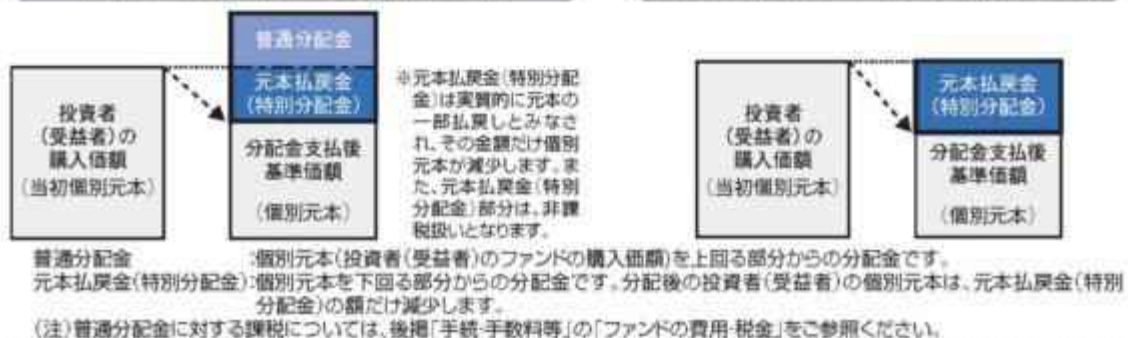 普通分配金
元本払戻金
(特別分配金)
投資者
(受益者)の
購入価額
(当初個別元本)
分配金支払後
基準価額
(個別元本)
※元本払戻金(特別分配
金)は実質的に元本の
一部払戻しとみなさ
れ、その金額だけ個別
元本が減少します。ま
た、元本払戻金(特別
分配金)部分は、非課
税扱いとなります。
投資者
(受益者)の
購入価額
(当初個別元本)
元本払戻金
(特別分配金)
分配金支払後
基準価額
(個別元本)
普通分配金 :個別元本(投資者(受益者)のファンドの購入価額)を上回る部分からの分配金です。
元本払戻金(特別分配金):個別元本を下回る部分からの分配金です。分配後の投資者(受益者)の個別元本は、元本払戻金(特別
分配金)の額だけ減少します。
(注)普通分配金に対する課税については、後掲「手続・手数料等」の「ファンドの費用・税金」をご参照ください。